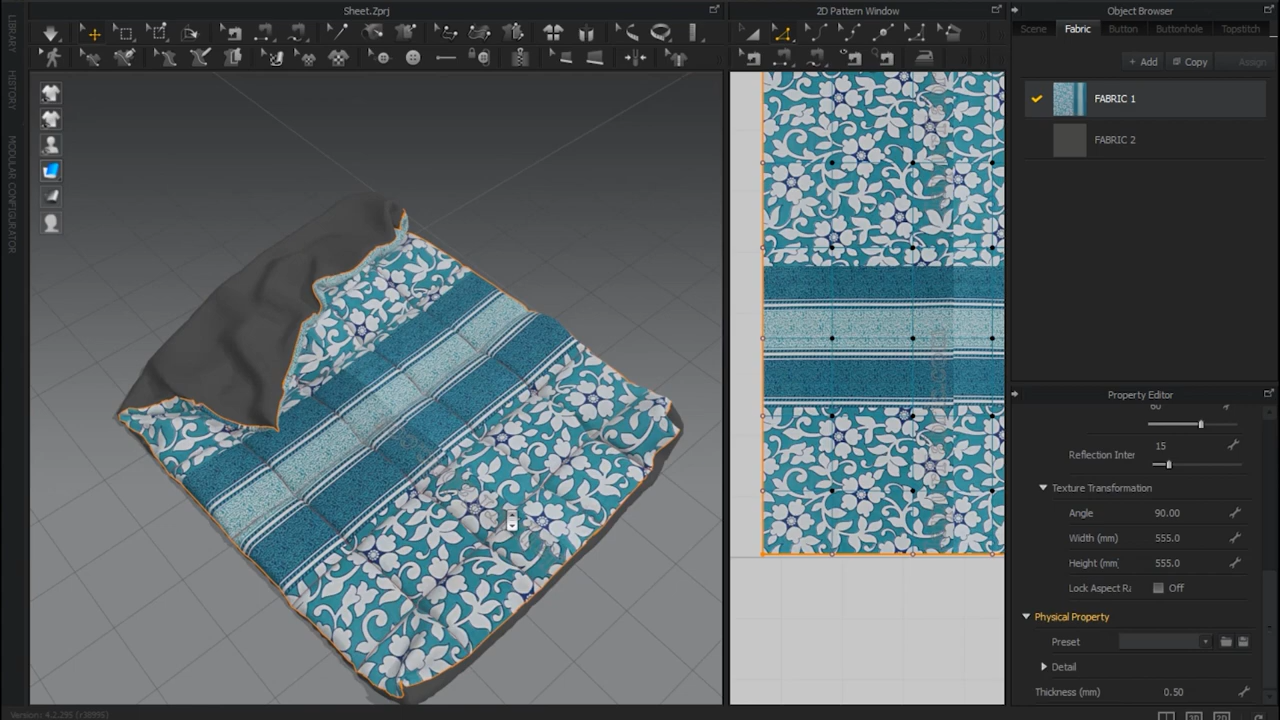 Sheet.Zprj
2D Pattern Window
Object Browser
LIBRARY
HISTORY
MODULAR CONFIGURATOR
Scene
Fabric
Button
Buttonhole
Topstitch
+ Add
Copy
Assign
FABRIC 1
FABRIC 2
Property Editor
60
Reflection Inter
15
Texture Transformation
Angle
90.00
Width (mm)
555.0
Height (mm)
555.0
Lock Aspect Ra
Off
Physical Property
Preset
Detail
Thickness (mm)
0.50